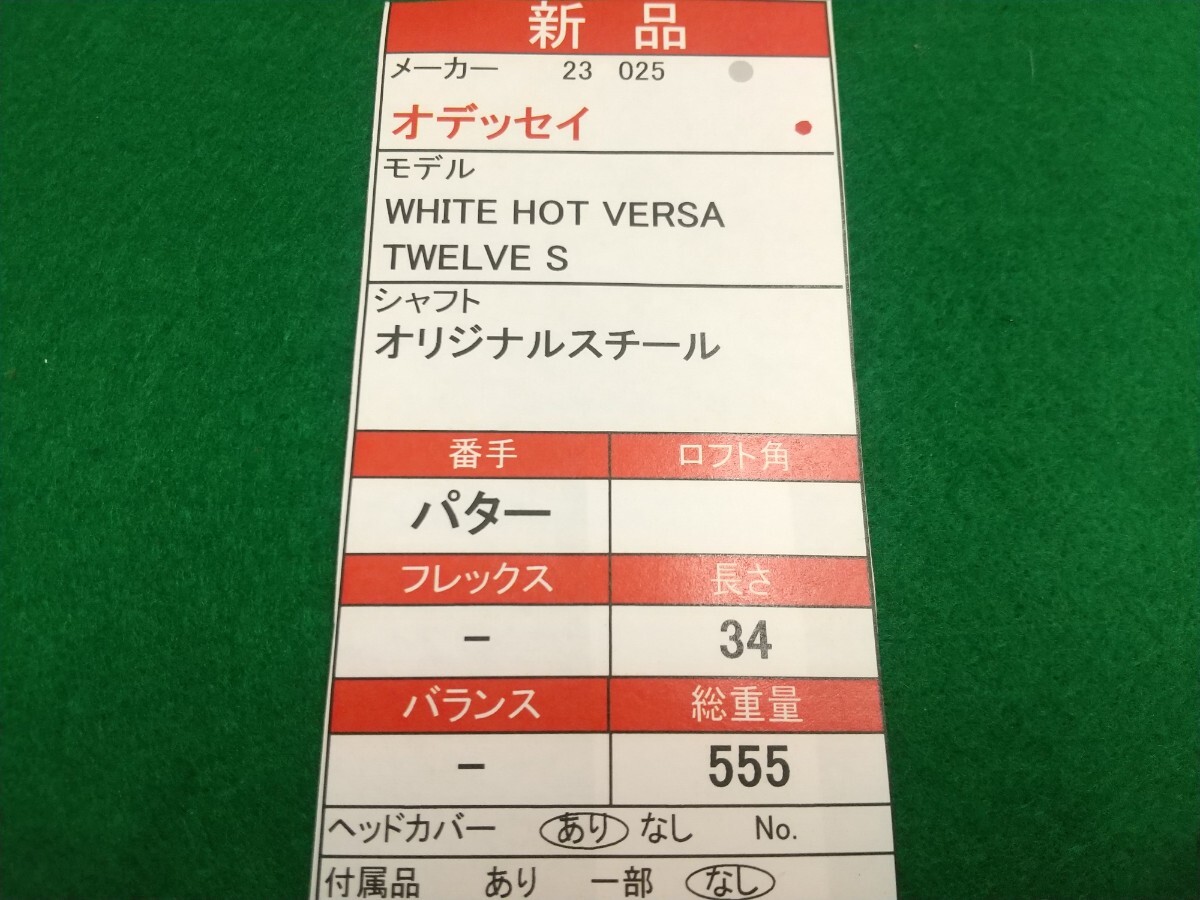 新 品
メーカー 23 025
オデッセイ
モデル
WHITE HOT VERSA
TWELVE S
シャフト
オリジナルスチール
番手 ロフト角
パター
フレックス 長さ
- 34
バランス 総重量
- 555
ヘッドカバー あり なし No.
付属品 あり 一部 なし